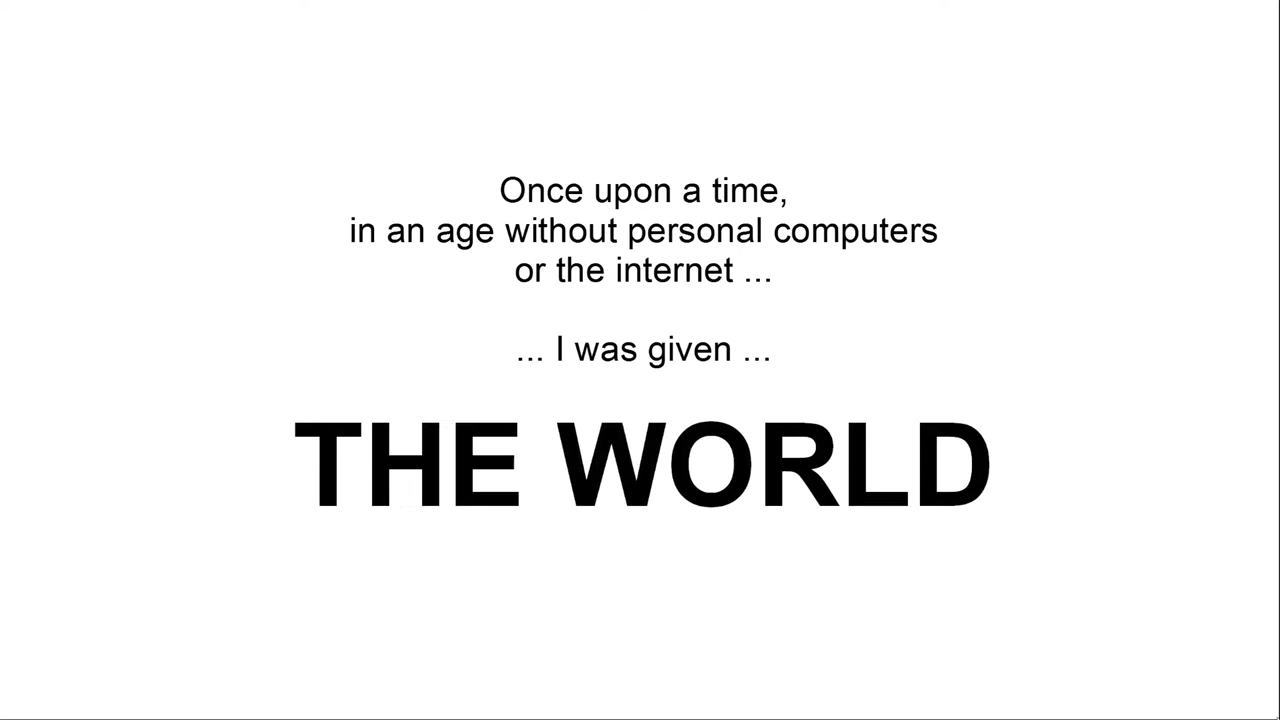 Once upon a time,
in an age without personal computers
or the internet ...
... I was given ...
THE WORLD